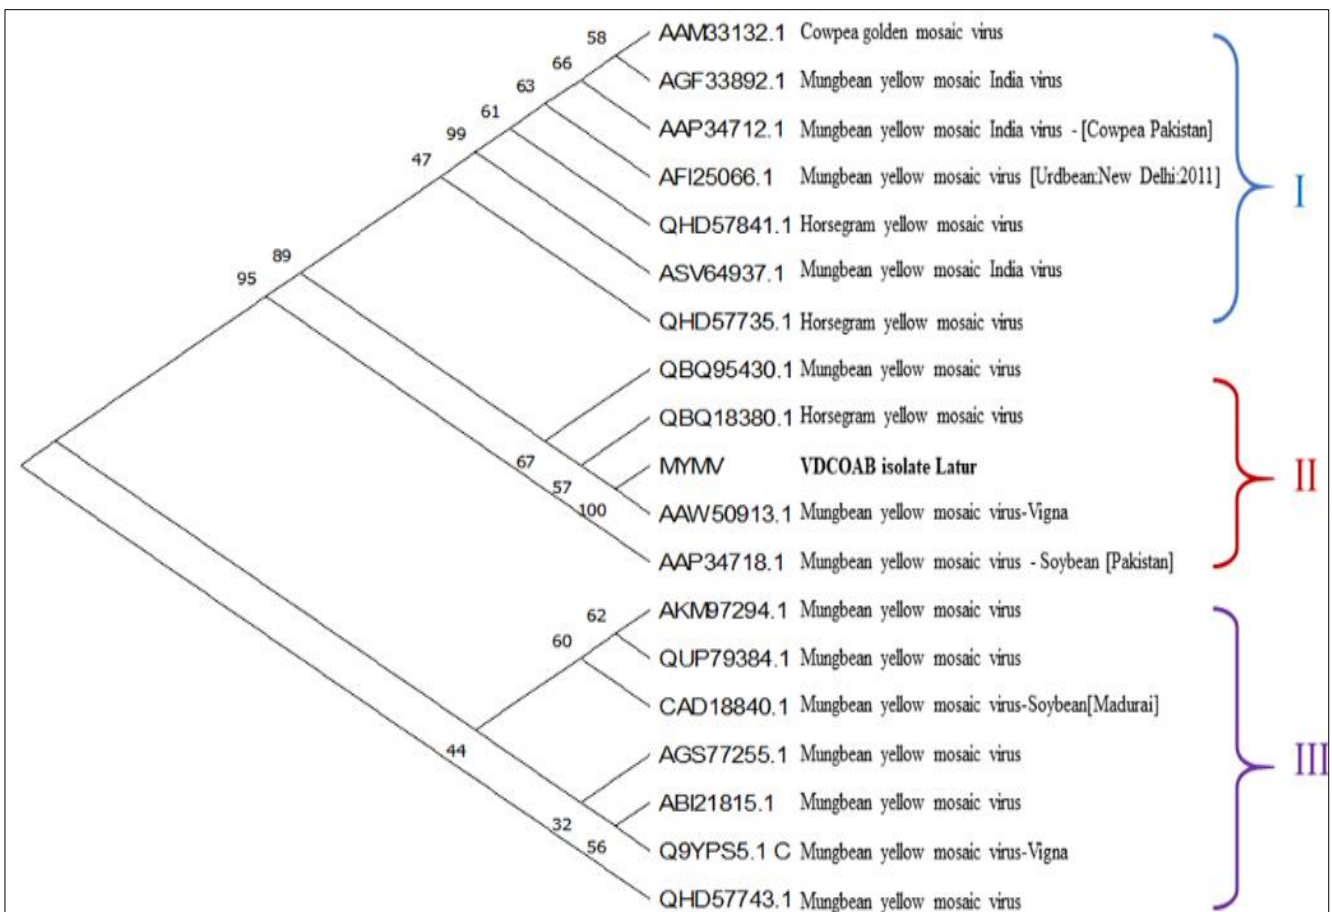 58 AAM33132.1 Cowpea golden mosaic virus
66 AGF33892.1 Mungbean yellow mosaic India virus
63
61 AAP34712.1 Mungbean yellow mosaic India virus - [Cowpea Pakistan]
99
47 AFI25066.1 Mungbean yellow mosaic virus [Urdbean:New Delhi:2011]
I
QHD57841.1 Horsegram yellow mosaic virus
89 ASV64937.1 Mungbean yellow mosaic India virus
95
QHD57735.1 Horsegram yellow mosaic virus
QBQ95430.1 Mungbean yellow mosaic virus
QBQ18380.1 Horsegram yellow mosaic virus
67 MYMV VDCOAB isolate Latur
II
57
100 AAW50913.1 Mungbean yellow mosaic virus-Vigna
AAP34718.1 Mungbean yellow mosaic virus - Soybean [Pakistan]
62 AKM97294.1 Mungbean yellow mosaic virus
60 QUP79384.1 Mungbean yellow mosaic virus
CAD18840.1 Mungbean yellow mosaic virus-Soybean[Madurai]
44 AGS77255.1 Mungbean yellow mosaic virus
III
ABI21815.1 Mungbean yellow mosaic virus
32
56 Q9YPS5.1 C Mungbean yellow mosaic virus-Vigna
QHD57743.1 Mungbean yellow mosaic virus